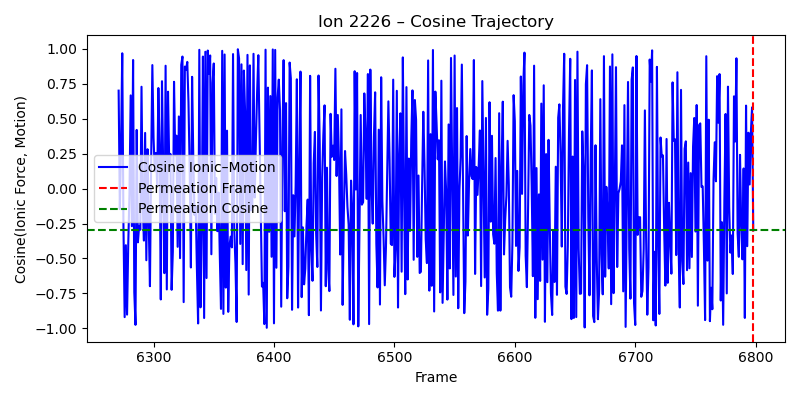 Ion 2226 – Cosine Trajectory
Cosine(Ionic Force, Motion)
1.00
0.75
0.50
0.25
0.00
−0.25
−0.50
−0.75
−1.00
Cosine Ionic–Motion
Permeation Frame
Permeation Cosine
6300
6400
6500
6600
6700
6800
Frame